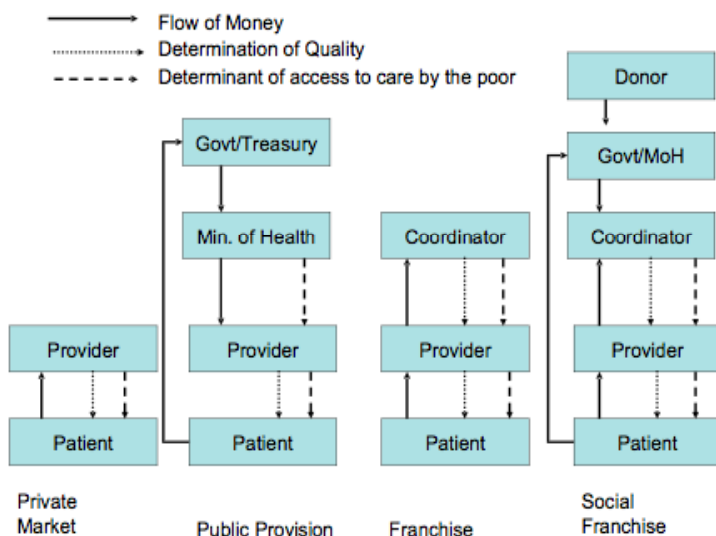 Flow of Money
Determination of Quality
Determinant of access to care by the poor
Donor
Govt/Treasury
Govt/MoH
Min. of Health
Coordinator
Coordinator
Provider
Provider
Provider
Provider
Patient
Patient
Patient
Patient
Private
Market
Public Provision
Franchise
Social
Franchise